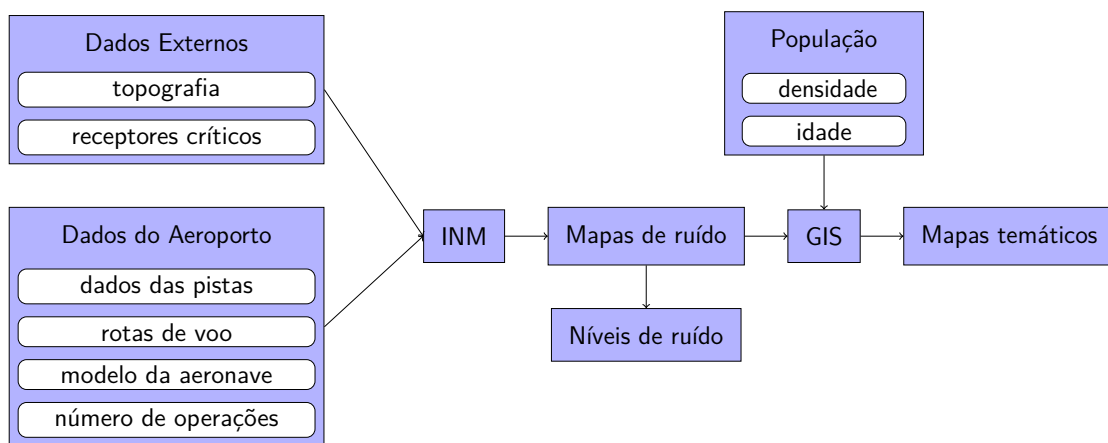 Dados Externos
topografia
receptores críticos
Dados do Aeroporto
dados das pistas
rotas de voo
modelo da aeronave
número de operações
INM
Mapas de ruído
Níveis de ruído
População
densidade
idade
GIS
Mapas temáticos